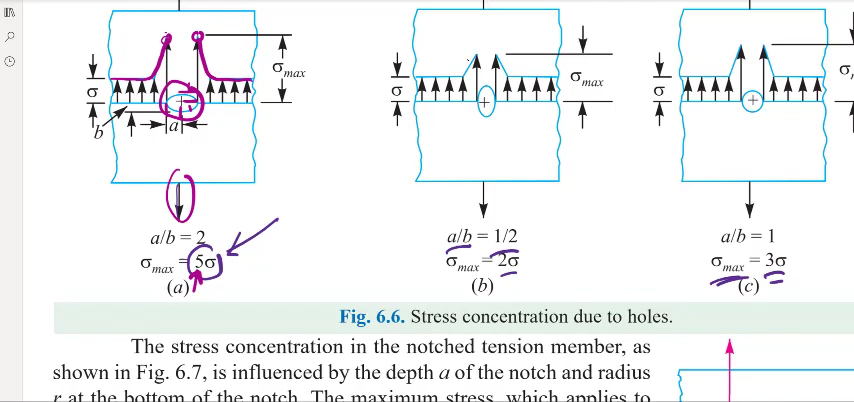 σmax
σ
b
a
σ
σmax
σ
a/b = 2
σmax = 5σ
(a)
a/b = 1/2
σmax = 2σ
(b)
a/b = 1
σmax = 3σ
(c)
Fig. 6.6. Stress concentration due to holes.
The stress concentration in the notched tension member, as
shown in Fig. 6.7, is influenced by the depth a of the notch and radius
r at the bottom of the notch. The maximum stress, which applies to